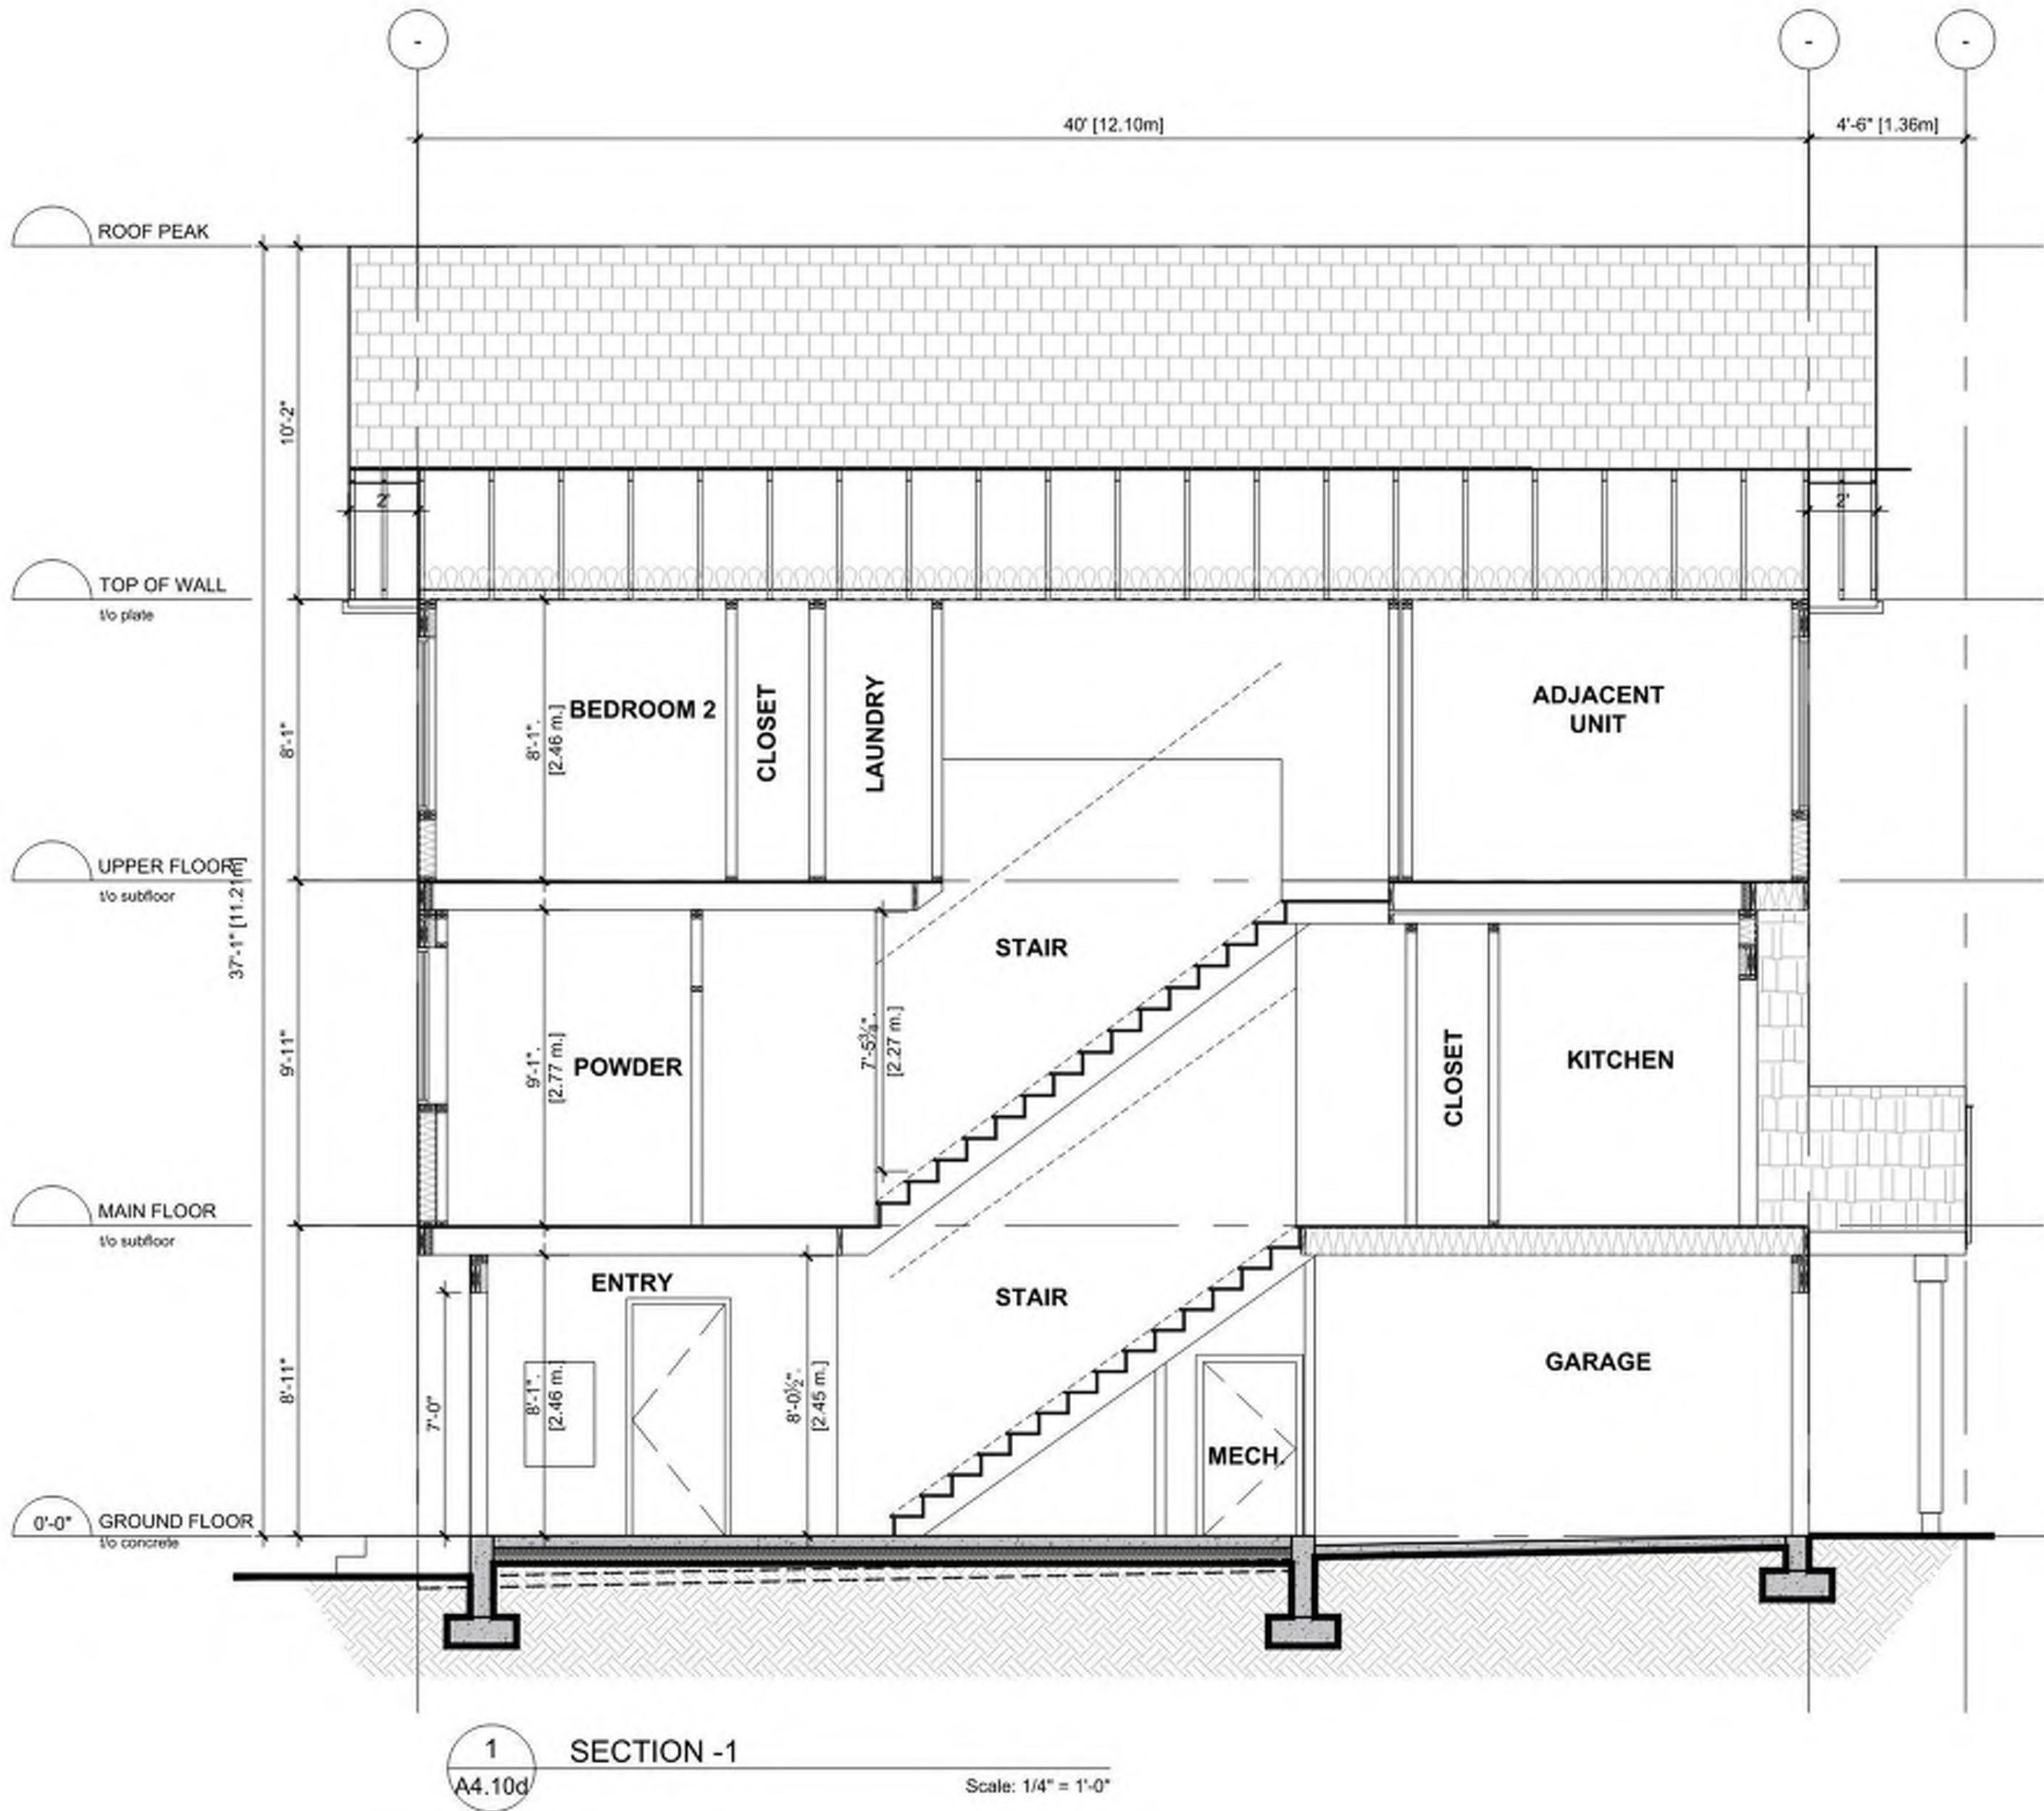 -
-
-
40' [12.10m]
4'-6" [1.36m]
ROOF PEAK
10'-2"
2'
2'
TOP OF WALL
t/o plate
8'-1"
8'-1".
[2.46 m.]
BEDROOM 2
CLOSET
LAUNDRY
ADJACENT
UNIT
UPPER FLOOR
t/o subfloor
37'-1" [11.21m]
9'-11"
9'-1".
[2.77 m.]
POWDER
7'-5¾".
[2.27 m.]
STAIR
CLOSET
KITCHEN
MAIN FLOOR
t/o subfloor
8'-11"
7'-0"
ENTRY
8'-1".
[2.46 m.]
8'-0½".
[2.45 m.]
STAIR
MECH.
GARAGE
0'-0"
GROUND FLOOR
t/o concrete
1
A4.10d
SECTION -1
Scale: 1/4" = 1'-0"